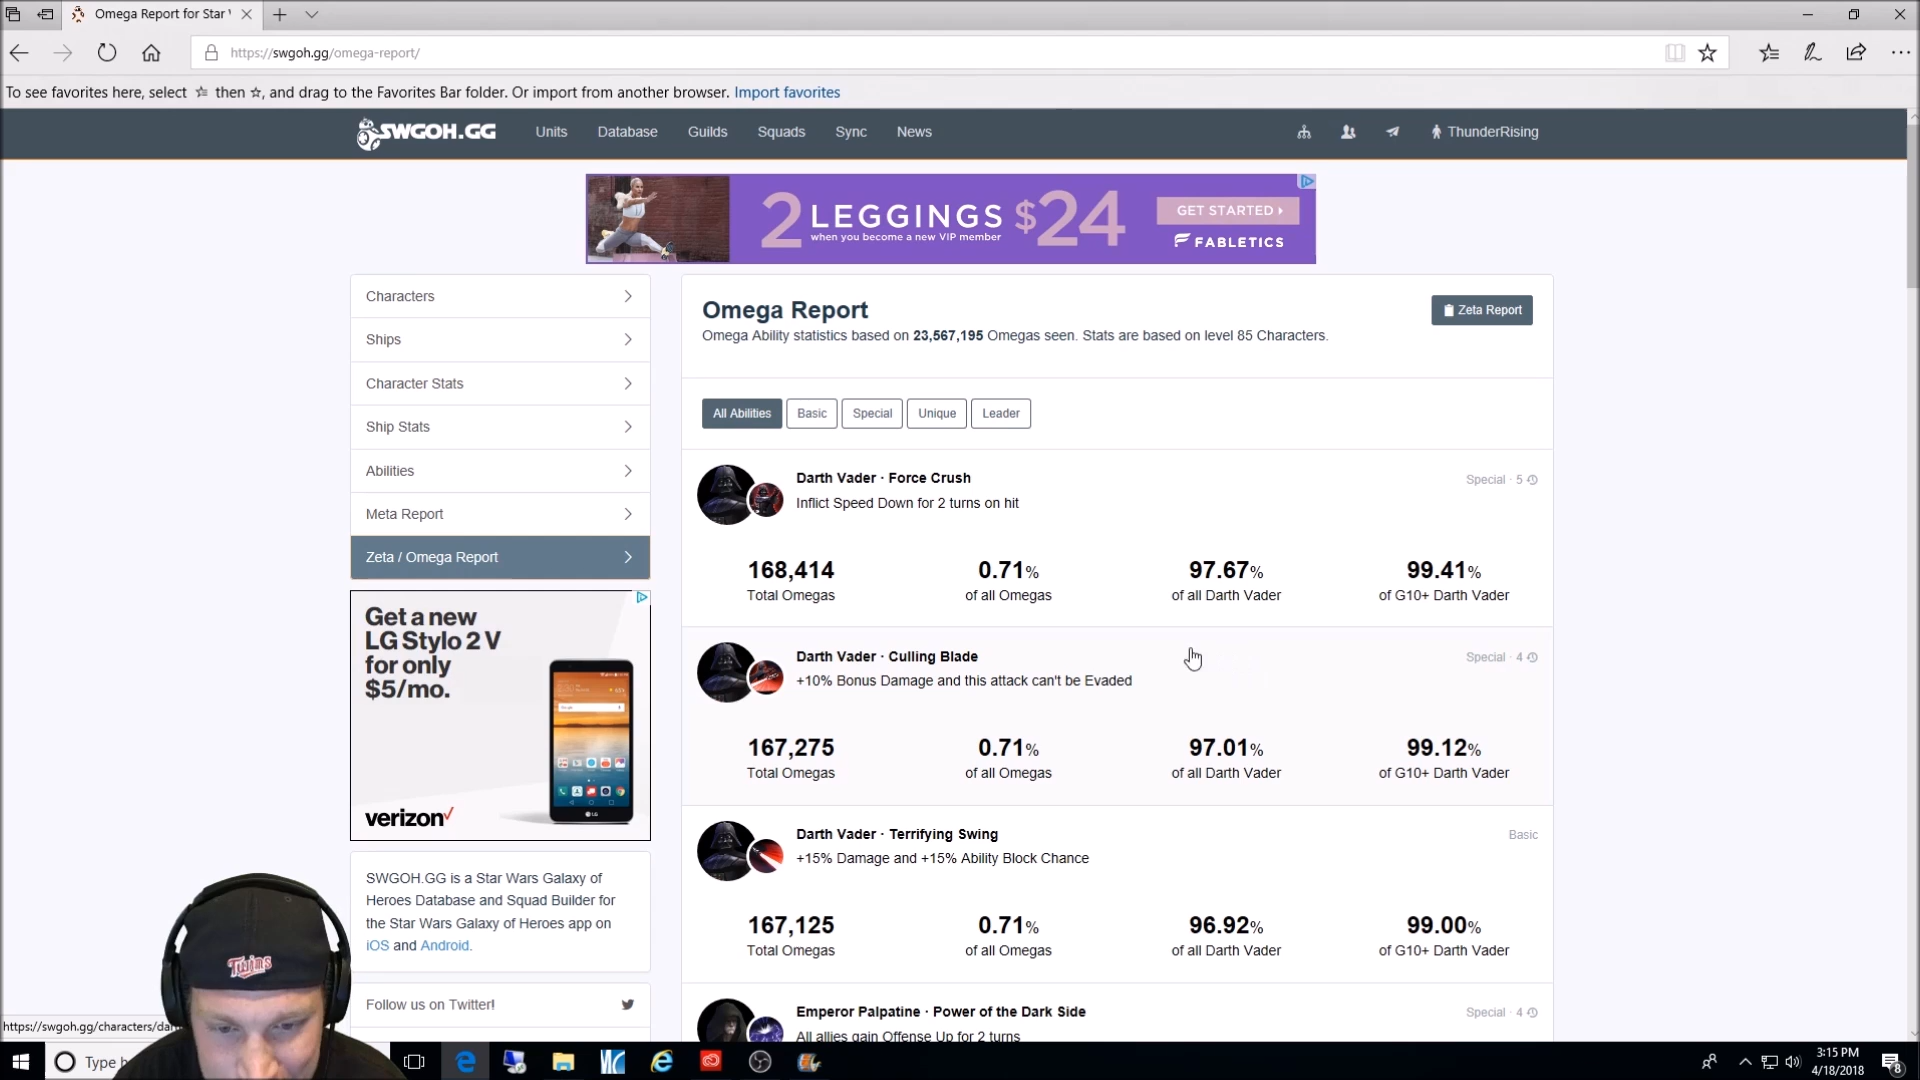 Omega Report for Star
https://swgoh.gg/omega-report/
To see favorites here, select then , and drag to the Favorites Bar folder. Or import from another browser. Import favorites
SWGOH.GG
Units
Database
Guilds
Squads
Sync
News
ThunderRising
2 LEGGINGS $24
when you become a new VIP member
GET STARTED
FABLETICS
Characters
Ships
Character Stats
Ship Stats
Abilities
Meta Report
Zeta / Omega Report
Get a new
LG Stylo 2 V
for only
$5/mo.
verizon
LG
SWGOH.GG is a Star Wars Galaxy of
Heroes Database and Squad Builder for
the Star Wars Galaxy of Heroes app on
iOS and Android.
Follow us on Twitter!
Omega Report
Zeta Report
Omega Ability statistics based on 23,567,195 Omegas seen. Stats are based on level 85 Characters.
All Abilities
Basic
Special
Unique
Leader
Darth Vader · Force Crush
Special · 5
Inflict Speed Down for 2 turns on hit
168,414 0.71% 97.67% 99.41%
Total Omegas of all Omegas of all Darth Vader of G10+ Darth Vader
Darth Vader · Culling Blade
Special · 4
+10% Bonus Damage and this attack can't be Evaded
167,275 0.71% 97.01% 99.12%
Total Omegas of all Omegas of all Darth Vader of G10+ Darth Vader
Darth Vader · Terrifying Swing
Basic
+15% Damage and +15% Ability Block Chance
167,125 0.71% 96.92% 99.00%
Total Omegas of all Omegas of all Darth Vader of G10+ Darth Vader
Emperor Palpatine · Power of the Dark Side
Special · 4
All allies gain Offense Up for 2 turns
Twins
https://swgoh.gg/characters/dar
Type h
3:15 PM
4/18/2018
8